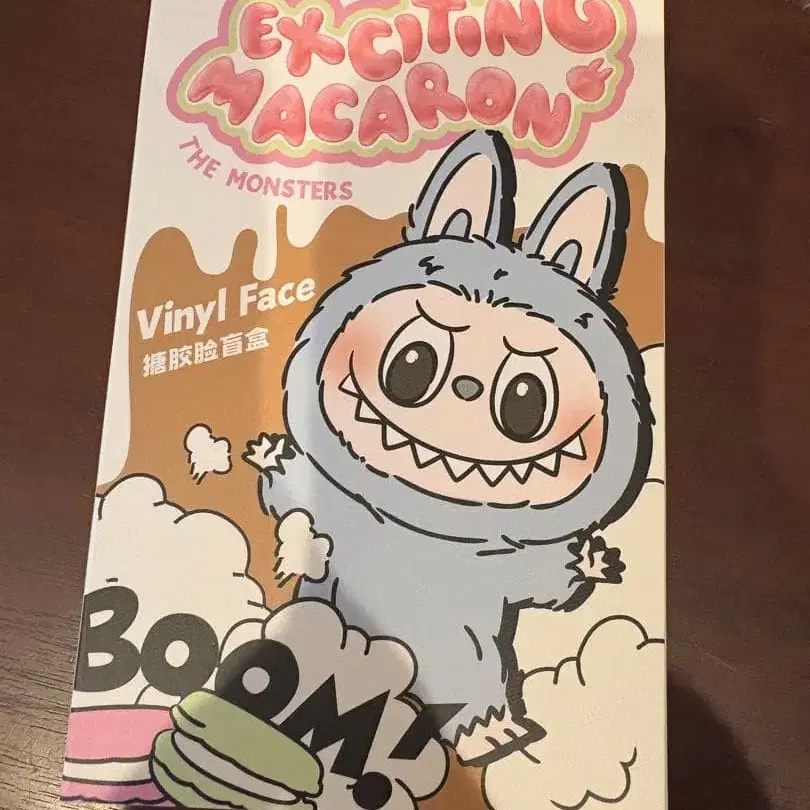 EXCITING
MACARON
THE MONSTERS
Vinyl Face
搪胶脸盲盒
BOOM!